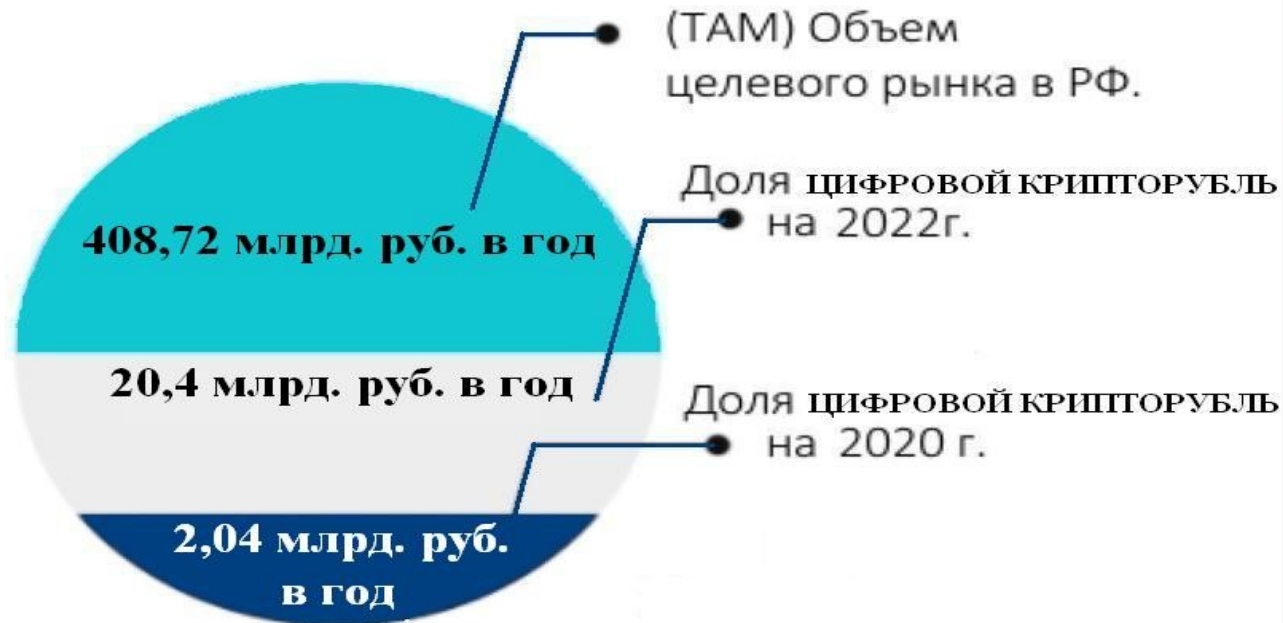 (TAM) Объем
целевого рынка в РФ.
408,72 млрд. руб. в год
Доля ЦИФРОВОЙ КРИПТОРУБЛЬ
на 2022г.
20,4 млрд. руб. в год
Доля ЦИФРОВОЙ КРИПТОРУБЛЬ
на 2020 г.
2,04 млрд. руб.
в год